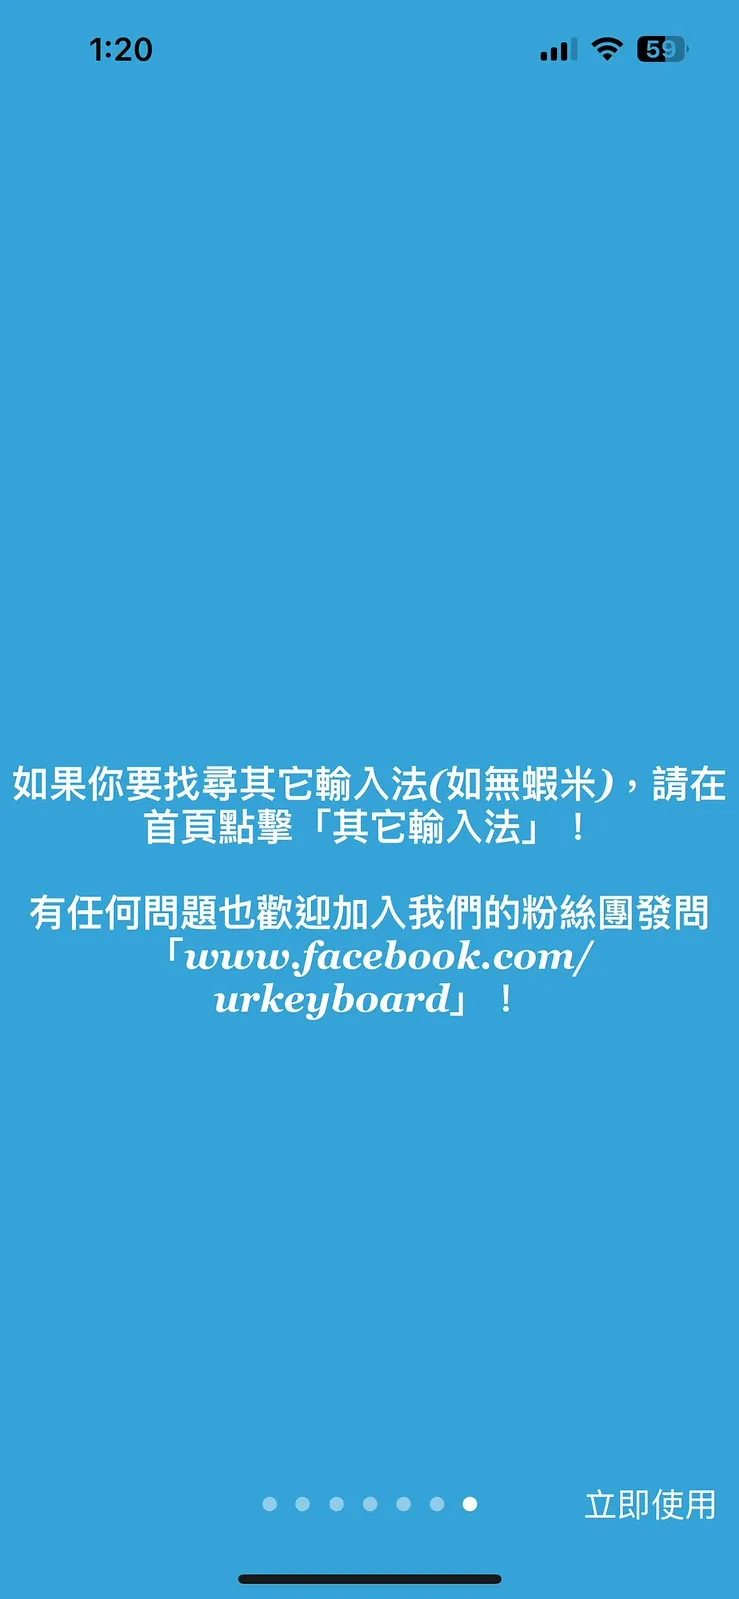 1:20
59
如果你要找尋其它輸入法(如無蝦米)，請在
首頁點擊「其它輸入法」！
有任何問題也歡迎加入我們的粉絲團發問
「www.facebook.com/
urkeyboard」！
立即使用